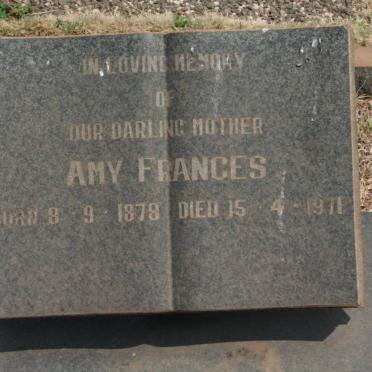 IN LOVING MEMORY
OF
OUR DARLING MOTHER
AMY FRANCES
BORN 8 - 9 - 1878 DIED 15 - 4 - 1971